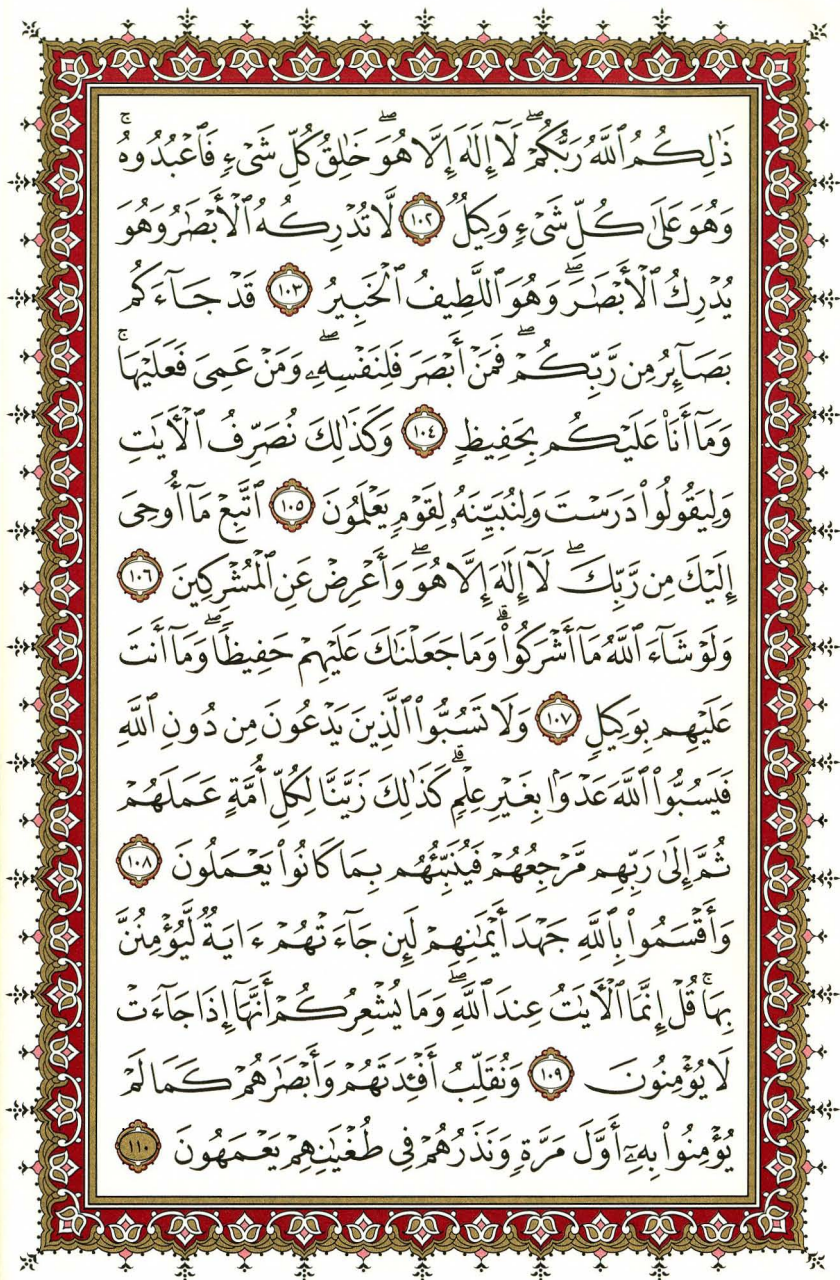 ذَٰلِكُمُ ٱللَّهُ رَبُّكُمۡۖ لَآ إِلَٰهَ إِلَّا هُوَۖ خَٰلِقُ كُلِّ شَيۡءٖ فَٱعۡبُدُوهُۚ
وَهُوَ عَلَىٰ كُلِّ شَيۡءٖ وَكِيلٞ ١٠٢ لَّا تُدۡرِكُهُ ٱلۡأَبۡصَٰرُ وَهُوَ
يُدۡرِكُ ٱلۡأَبۡصَٰرَۖ وَهُوَ ٱللَّطِيفُ ٱلۡخَبِيرُ ١٠٣ قَدۡ جَآءَكُم
بَصَآئِرُ مِن رَّبِّكُمۡۖ فَمَنۡ أَبۡصَرَ فَلِنَفۡسِهِۦۖ وَمَنۡ عَمِيَ فَعَلَيۡهَاۚ
وَمَآ أَنَا۠ عَلَيۡكُم بِحَفِيظٖ ١٠٤ وَكَذَٰلِكَ نُصَرِّفُ ٱلۡأٓيَٰتِ
وَلِيَقُولُواْ دَرَسۡتَ وَلِنُبَيِّنَهُۥ لِقَوۡمٖ يَعۡلَمُونَ ١٠٥ ٱتَّبِعۡ مَآ أُوحِيَ
إِلَيۡكَ مِن رَّبِّكَۖ لَآ إِلَٰهَ إِلَّا هُوَۖ وَأَعۡرِضۡ عَنِ ٱلۡمُشۡرِكِينَ ١٠٦
وَلَوۡ شَآءَ ٱللَّهُ مَآ أَشۡرَكُواْۗ وَمَا جَعَلۡنَٰكَ عَلَيۡهِمۡ حَفِيظٗاۖ وَمَآ أَنتَ
عَلَيۡهِم بِوَكِيلٖ ١٠٧ وَلَا تَسُبُّواْ ٱلَّذِينَ يَدۡعُونَ مِن دُونِ ٱللَّهِ
فَيَسُبُّواْ ٱللَّهَ عَدۡوَۢا بِغَيۡرِ عِلۡمٖۗ كَذَٰلِكَ زَيَّنَّا لِكُلِّ أُمَّةٍ عَمَلَهُمۡ
ثُمَّ إِلَىٰ رَبِّهِم مَّرۡجِعُهُمۡ فَيُنَبِّئُهُم بِمَا كَانُواْ يَعۡمَلُونَ ١٠٨
وَأَقۡسَمُواْ بِٱللَّهِ جَهۡدَ أَيۡمَٰنِهِمۡ لَئِن جَآءَتۡهُمۡ ءَايَةٞ لَّيُؤۡمِنُنَّ
بِهَاۚ قُلۡ إِنَّمَا ٱلۡأٓيَٰتُ عِندَ ٱللَّهِۖ وَمَا يُشۡعِرُكُمۡ أَنَّهَآ إِذَا جَآءَتۡ
لَا يُؤۡمِنُونَ ١٠٩ وَنُقَلِّبُ أَفۡـِٔدَتَهُمۡ وَأَبۡصَٰرَهُمۡ كَمَا لَمۡ
يُؤۡمِنُواْ بِهِۦٓ أَوَّلَ مَرَّةٖ وَنَذَرُهُمۡ فِي طُغۡيَٰنِهِمۡ يَعۡمَهُونَ ١١٠